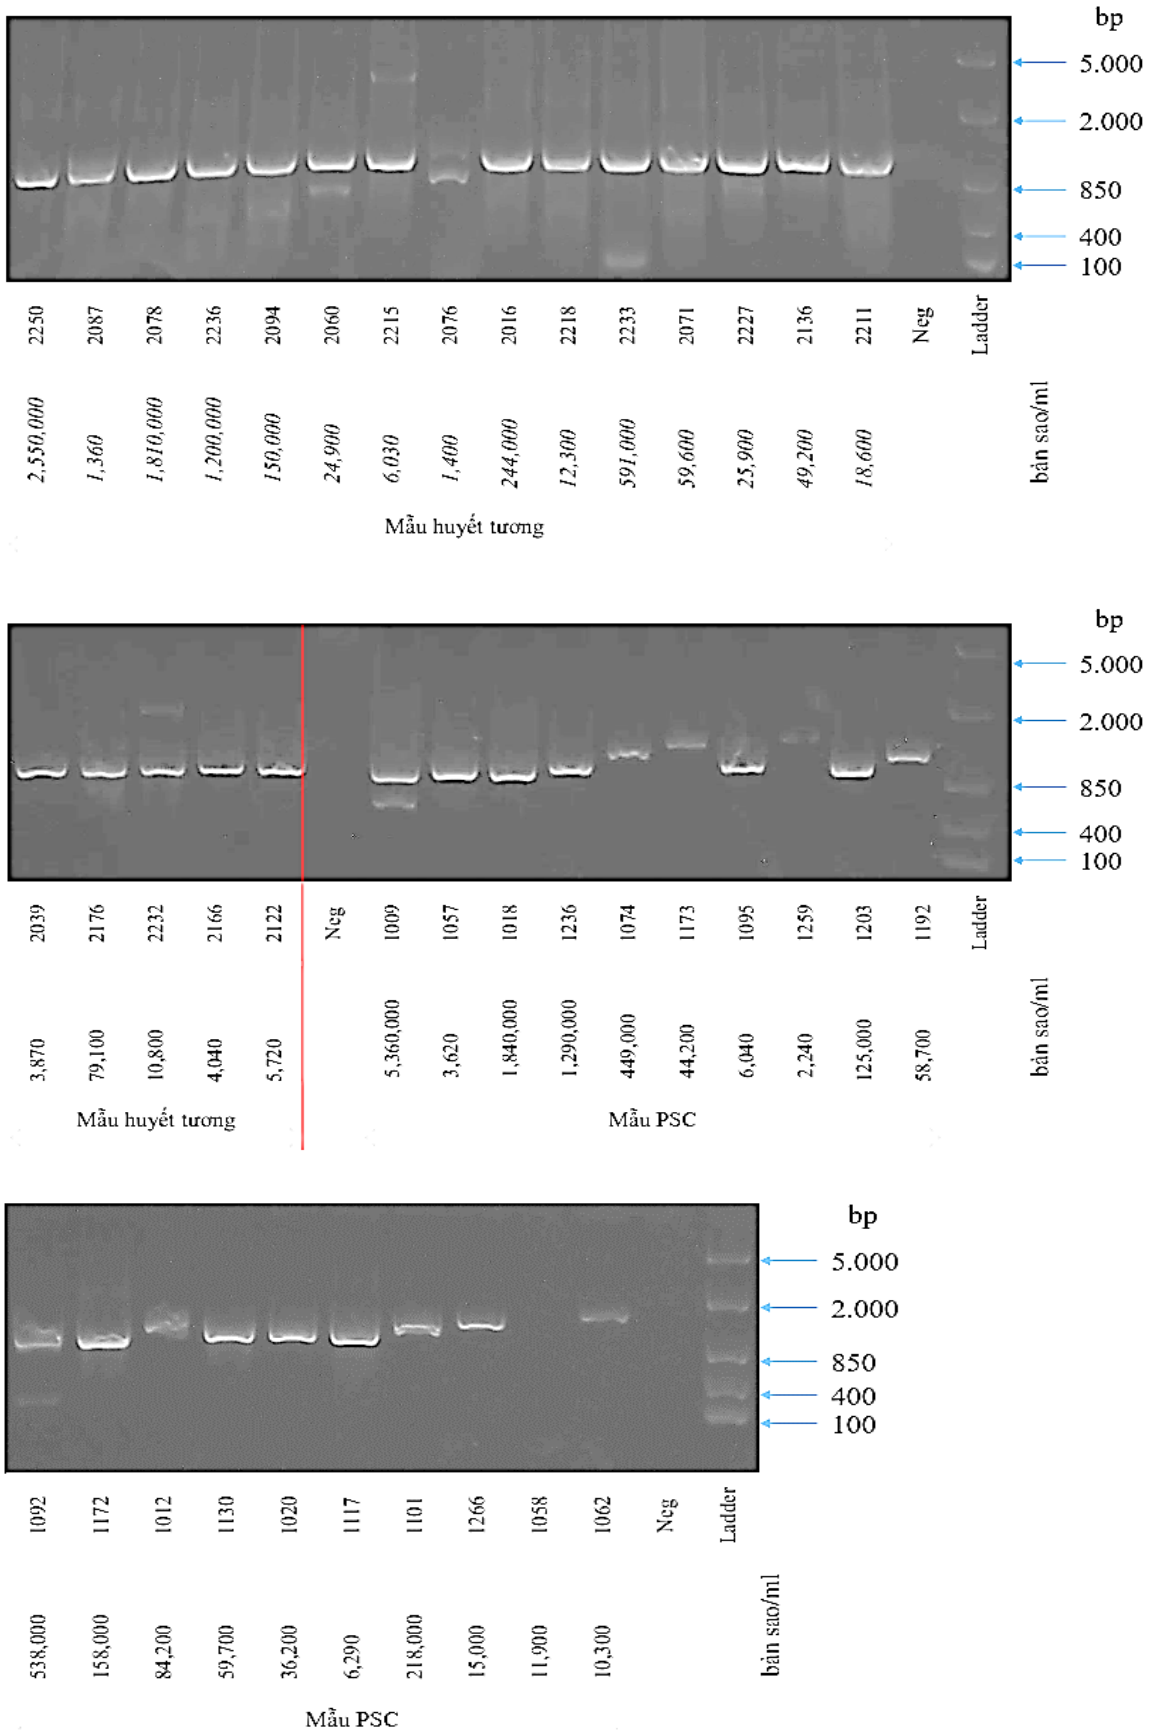 bp
5.000
2.000
850
400
100
2250 2087 2078 2236 2094 2060 2215 2076 2016 2218 2233 2071 2227 2136 2211 Neg Ladder
2,550,000 1,360 1,810,000 1,200,000 150,000 24,900 6,030 1,400 244,000 12,300 591,000 59,600 25,900 49,200 18,600 bản sao/ml
Mẫu huyết tương
bp
5.000
2.000
850
400
100
2039 2176 2232 2166 2122 Neg 1009 1057 1018 1236 1074 1173 1095 1259 1203 1192 Ladder
3,870 79,100 10,800 4,040 5,720 5,360,000 3,620 1,840,000 1,290,000 449,000 44,200 6,040 2,240 125,000 58,700 bản sao/ml
Mẫu huyết tương Mẫu PSC
bp
5.000
2.000
850
400
100
1092 1172 1012 1130 1020 1117 1101 1266 1058 1062 Neg Ladder
538,000 158,000 84,200 59,700 36,200 6,290 218,000 15,000 11,900 10,300 bản sao/ml
Mẫu PSC